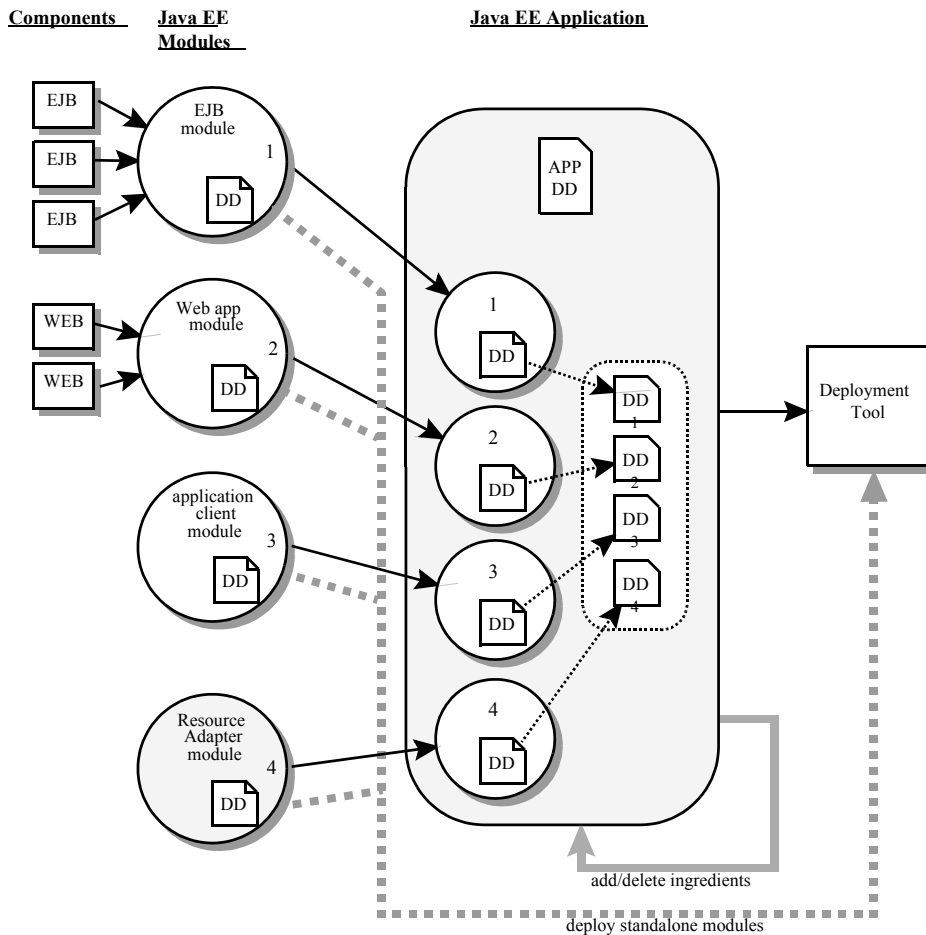 Components
Java EE
Modules
Java EE Application
EJB
EJB
EJB
EJB
module
1
DD
WEB
WEB
Web app
module
2
DD
application
client
module
3
DD
Resource
Adapter
module
4
DD
APP
DD
1
DD
2
DD
3
DD
4
DD
DD
1
DD
2
DD
3
DD
4
Deployment
Tool
add/delete ingredients
deploy standalone modules